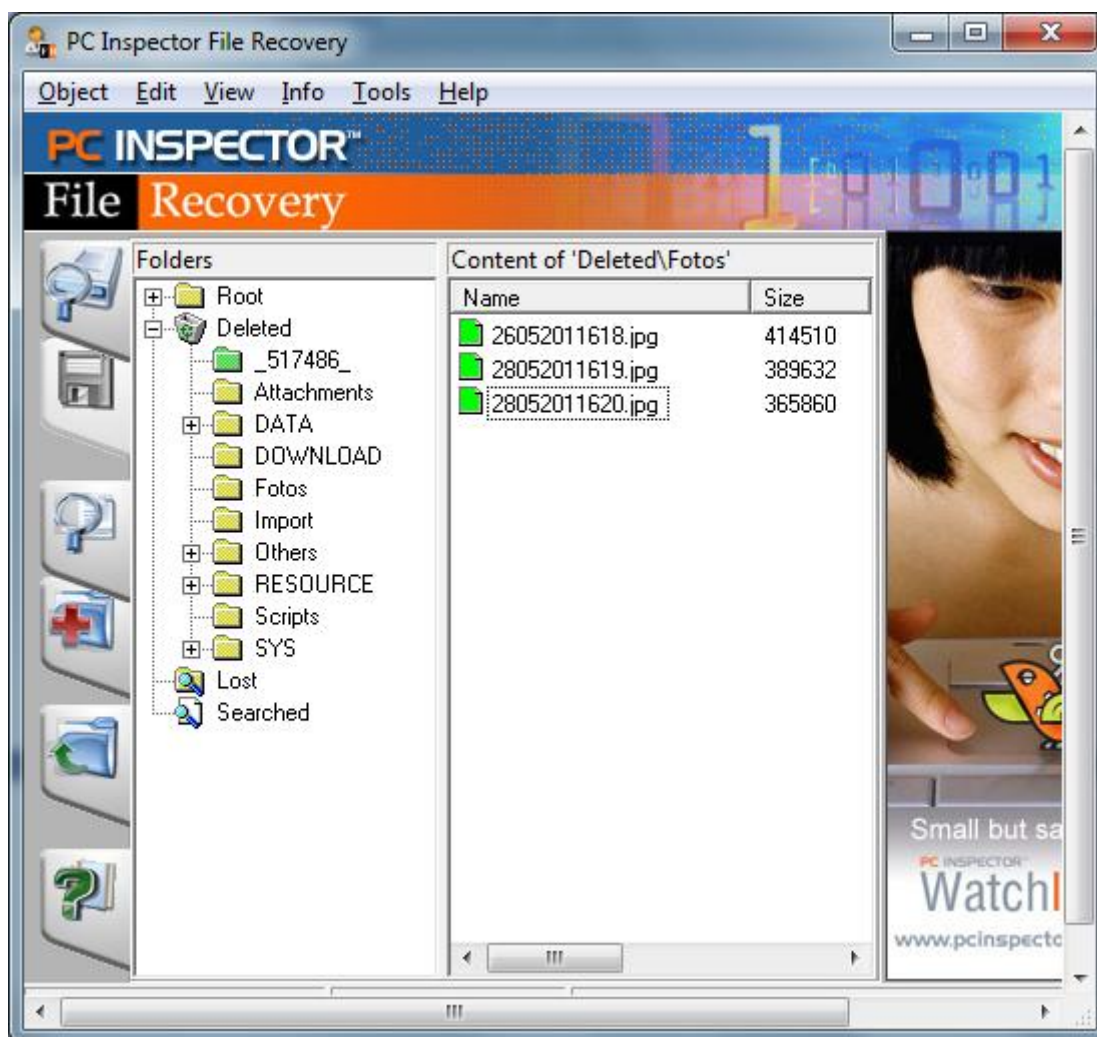 PC Inspector File Recovery
Object Edit View Info Tools Help
PC INSPECTOR™
File Recovery
Folders
Root
Deleted
_517486_
Attachments
DATA
DOWNLOAD
Fotos
Import
Others
RESOURCE
Scripts
SYS
Lost
Searched
Content of 'Deleted\Fotos'
Name Size
26052011618.jpg 414510
28052011619.jpg 389632
28052011620.jpg 365860
Small but sa
PC INSPECTOR
Watch
www.pcinspecto